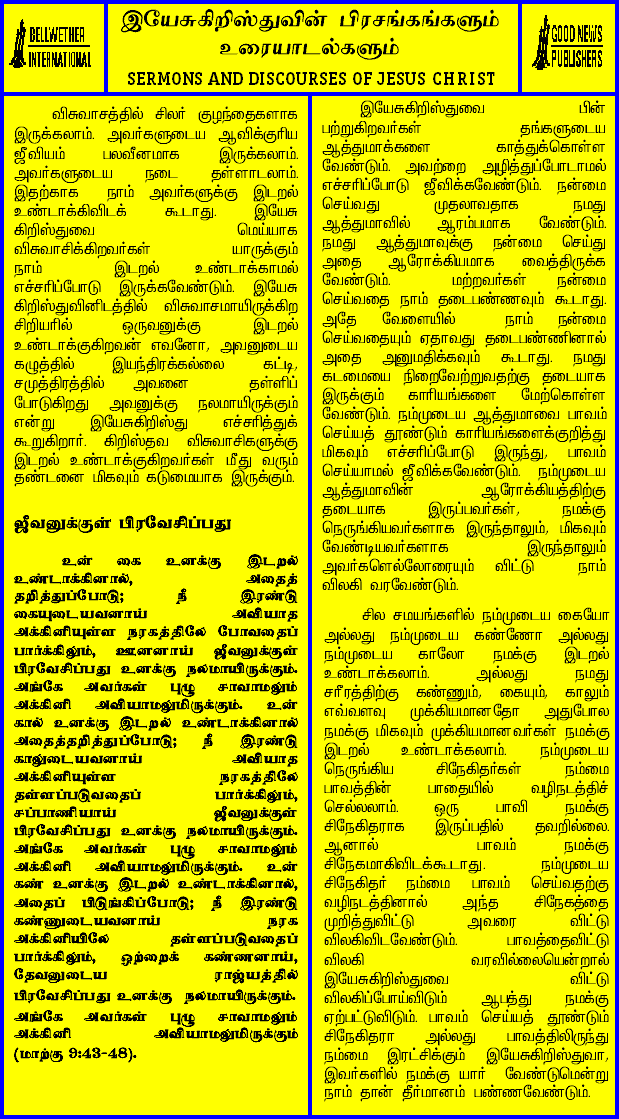 BELLWETHER
INTERNATIONAL
இயேசுகிறிஸ்துவின் பிரசங்கங்களும்
உரையாடல்களும்
SERMONS AND DISCOURSES OF JESUS CHRIST
GOOD NEWS
PUBLISHERS
விசுவாசத்தில் சிலர் குழந்தைகளாக
இருக்கலாம். அவர்களுடைய ஆவிக்குரிய
ஜீவியம் பலவீனமாக இருக்கலாம்.
அவர்களுடைய நடை தள்ளாடலாம்.
இதற்காக நாம் அவர்களுக்கு இடறல்
உண்டாக்கிவிடக் கூடாது. இயேசு
கிறிஸ்துவை மெய்யாக
விசுவாசிக்கிறவர்கள் யாருக்கும்
நாம் இடறல் உண்டாக்காமல்
எச்சரிப்போடு இருக்கவேண்டும். இயேசு
கிறிஸ்துவினிடத்தில் விசுவாசமாயிருக்கிற
சிறியரில் ஒருவனுக்கு இடறல்
உண்டாக்குகிறவன் எவனோ, அவனுடைய
கழுத்தில் இயந்திரக்கல்லை கட்டி,
சமுத்திரத்தில் அவனை தள்ளிப்
போடுகிறது அவனுக்கு நலமாயிருக்கும்
என்று இயேசுகிறிஸ்து எச்சரித்துக்
கூறுகிறார். கிறிஸ்தவ விசுவாசிகளுக்கு
இடறல் உண்டாக்குகிறவர்கள் மீது வரும்
தண்டனை மிகவும் கடுமையாக இருக்கும்.
ஜீவனுக்குள் பிரவேசிப்பது
உன் கை உனக்கு இடறல்
உண்டாக்கினால், அதைத்
தறித்துப்போடு; நீ இரண்டு
கையுடையவனாய் அவியாத
அக்கினியுள்ள நரகத்திலே போவதைப்
பார்க்கிலும், ஊனனாய் ஜீவனுக்குள்
பிரவேசிப்பது உனக்கு நலமாயிருக்கும்.
அங்கே அவர்கள் புழு சாவாமலும்
அக்கினி அவியாமலுமிருக்கும். உன்
கால் உனக்கு இடறல் உண்டாக்கினால்
அதைத்தறித்துப்போடு; நீ இரண்டு
காலுடையவனாய் அவியாத
அக்கினியுள்ள நரகத்திலே
தள்ளப்படுவதைப் பார்க்கிலும்,
சப்பாணியாய் ஜீவனுக்குள்
பிரவேசிப்பது உனக்கு நலமாயிருக்கும்.
அங்கே அவர்கள் புழு சாவாமலும்
அக்கினி அவியாமலுமிருக்கும். உன்
கண் உனக்கு இடறல் உண்டாக்கினால்,
அதைப் பிடுங்கிப்போடு; நீ இரண்டு
கண்ணுடையவனாய் நரக
அக்கினியிலே தள்ளப்படுவதைப்
பார்க்கிலும், ஒற்றைக் கண்ணனாய்,
தேவனுடைய ராஜ்யத்தில்
பிரவேசிப்பது உனக்கு நலமாயிருக்கும்.
அங்கே அவர்கள் புழு சாவாமலும்
அக்கினி அவியாமலுமிருக்கும்
(மாற்கு 9:43-48).
இயேசுகிறிஸ்துவை பின்
பற்றுகிறவர்கள் தங்களுடைய
ஆத்துமாக்களை காத்துக்கொள்ள
வேண்டும். அவற்றை அழித்துப்போடாமல்
எச்சரிப்போடு ஜீவிக்கவேண்டும். நன்மை
செய்வது முதலாவதாக நமது
ஆத்துமாவில் ஆரம்பமாக வேண்டும்.
நமது ஆத்துமாவுக்கு நன்மை செய்து
அதை ஆரோக்கியமாக வைத்திருக்க
வேண்டும். மற்றவர்கள் நன்மை
செய்வதை நாம் தடைபண்ணவும் கூடாது.
அதே வேளையில் நாம் நன்மை
செய்வதையும் ஏதாவது தடைபண்ணினால்
அதை அனுமதிக்கவும் கூடாது. நமது
கடமையை நிறைவேற்றுவதற்கு தடையாக
இருக்கும் காரியங்களை மேற்கொள்ள
வேண்டும். நம்முடைய ஆத்துமாவை பாவம்
செய்யத் தூண்டும் காரியங்களைக்குறித்து
மிகவும் எச்சரிப்போடு இருந்து, பாவம்
செய்யாமல் ஜீவிக்கவேண்டும். நம்முடைய
ஆத்துமாவின் ஆரோக்கியத்திற்கு
தடையாக இருப்பவர்கள், நமக்கு
நெருங்கியவர்களாக இருந்தாலும், மிகவும்
வேண்டியவர்களாக இருந்தாலும்
அவர்களெல்லோரையும் விட்டு நாம்
விலகி வரவேண்டும்.
சில சமயங்களில் நம்முடைய கையோ
அல்லது நம்முடைய கண்ணோ அல்லது
நம்முடைய காலோ நமக்கு இடறல்
உண்டாக்கலாம். அல்லது நமது
சரீரத்திற்கு கண்ணும், கையும், காலும்
எவ்வளவு முக்கியமானதோ அதுபோல
நமக்கு மிகவும் முக்கியமானவர்கள் நமக்கு
இடறல் உண்டாக்கலாம். நம்முடைய
நெருங்கிய சிநேகிதர்கள் நம்மை
பாவத்தின் பாதையில் வழிநடத்திச்
செல்லலாம். ஒரு பாவி நமக்கு
சிநேகிதராக இருப்பதில் தவறில்லை.
ஆனால் பாவம் நமக்கு
சிநேகமாகிவிடக்கூடாது. நம்முடைய
சிநேகிதர் நம்மை பாவம் செய்வதற்கு
வழிநடத்தினால் அந்த சிநேகத்தை
முறித்துவிட்டு அவரை விட்டு
விலகிவிடவேண்டும். பாவத்தைவிட்டு
விலகி வரவில்லையென்றால்
இயேசுகிறிஸ்துவை விட்டு
விலகிப்போய்விடும் ஆபத்து நமக்கு
ஏற்பட்டுவிடும். பாவம் செய்யத் தூண்டும்
சிநேகிதரா அல்லது பாவத்திலிருந்து
நம்மை இரட்சிக்கும் இயேசுகிறிஸ்துவா,
இவர்களில் நமக்கு யார் வேண்டுமென்று
நாம் தான் தீர்மானம் பண்ணவேண்டும்.